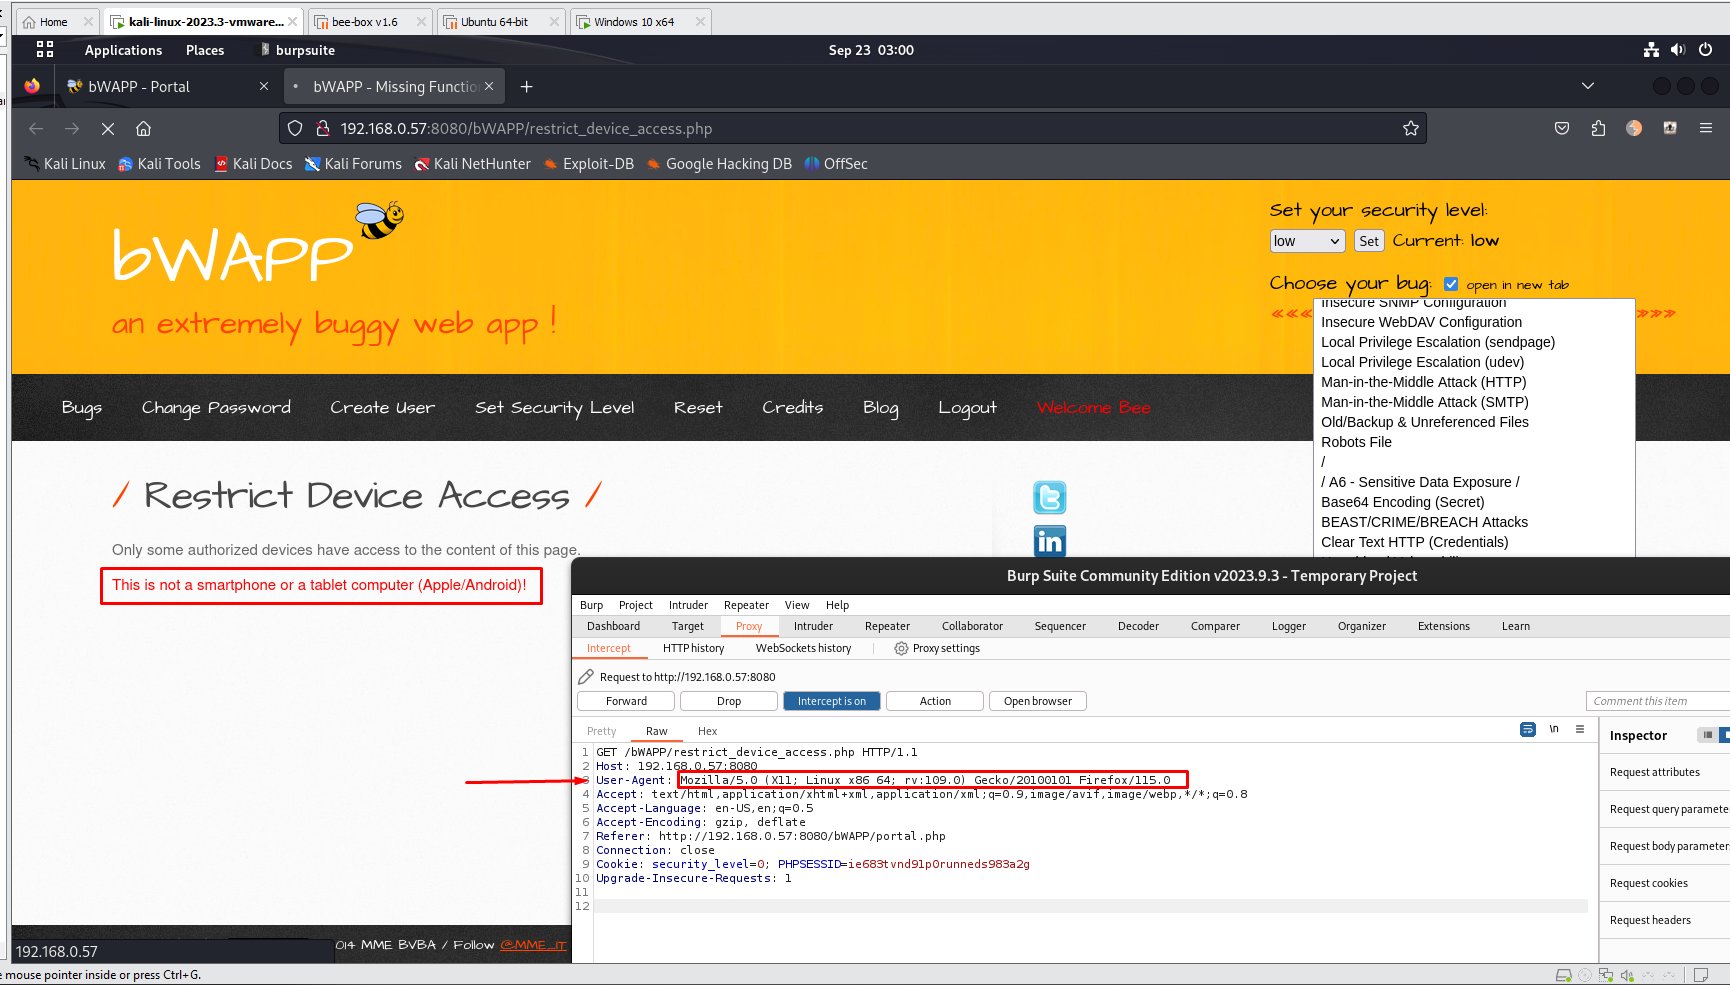 Home
kali-linux-2023.3-vmware...
bee-box v1.6
Ubuntu 64-bit
Windows 10 x64
Applications Places burpsuite
Sep 23 03:00
bWAPP - Portal
bWAPP - Missing Functio
192.168.0.57:8080/bWAPP/restrict_device_access.php
Kali Linux Kali Tools Kali Docs Kali Forums Kali NetHunter Exploit-DB Google Hacking DB OffSec
bWAPP
an extremely buggy web app !
Set your security level:
low Set Current: low
Choose your bug: open in new tab
Insecure SNMP Configuration
Insecure WebDAV Configuration
Local Privilege Escalation (sendpage)
Local Privilege Escalation (udev)
Man-in-the-Middle Attack (HTTP)
Man-in-the-Middle Attack (SMTP)
Old/Backup & Unreferenced Files
Robots File
/
/ A6 - Sensitive Data Exposure /
Base64 Encoding (Secret)
BEAST/CRIME/BREACH Attacks
Clear Text HTTP (Credentials)
Bugs Change Password Create User Set Security Level Reset Credits Blog Logout Welcome Bee
/ Restrict Device Access /
Only some authorized devices have access to the content of this page.
This is not a smartphone or a tablet computer (Apple/Android)!
Burp Suite Community Edition v2023.9.3 - Temporary Project
Burp Project Intruder Repeater View Help
Dashboard Target Proxy Intruder Repeater Collaborator Sequencer Decoder Comparer Logger Organizer Extensions Learn
Intercept HTTP history WebSockets history Proxy settings
Request to http://192.168.0.57:8080
Forward Drop Intercept is on Action Open browser Comment this item
Pretty Raw Hex \n
1 GET /bWAPP/restrict_device_access.php HTTP/1.1
2 Host: 192.168.0.57:8080
3 User-Agent: Mozilla/5.0 (X11; Linux x86_64; rv:109.0) Gecko/20100101 Firefox/115.0
4 Accept: text/html,application/xhtml+xml,application/xml;q=0.9,image/avif,image/webp,*/*;q=0.8
5 Accept-Language: en-US,en;q=0.5
6 Accept-Encoding: gzip, deflate
7 Referer: http://192.168.0.57:8080/bWAPP/portal.php
8 Connection: close
9 Cookie: security_level=0; PHPSESSID=ie683tvnd91p0runneds983a2g
10 Upgrade-Insecure-Requests: 1
11
12
Inspector
Request attributes
Request query parameter
Request body parameter
Request cookies
Request headers
014 MME BVBA / Follow @MME_IT
192.168.0.57
mouse pointer inside or press Ctrl+G.